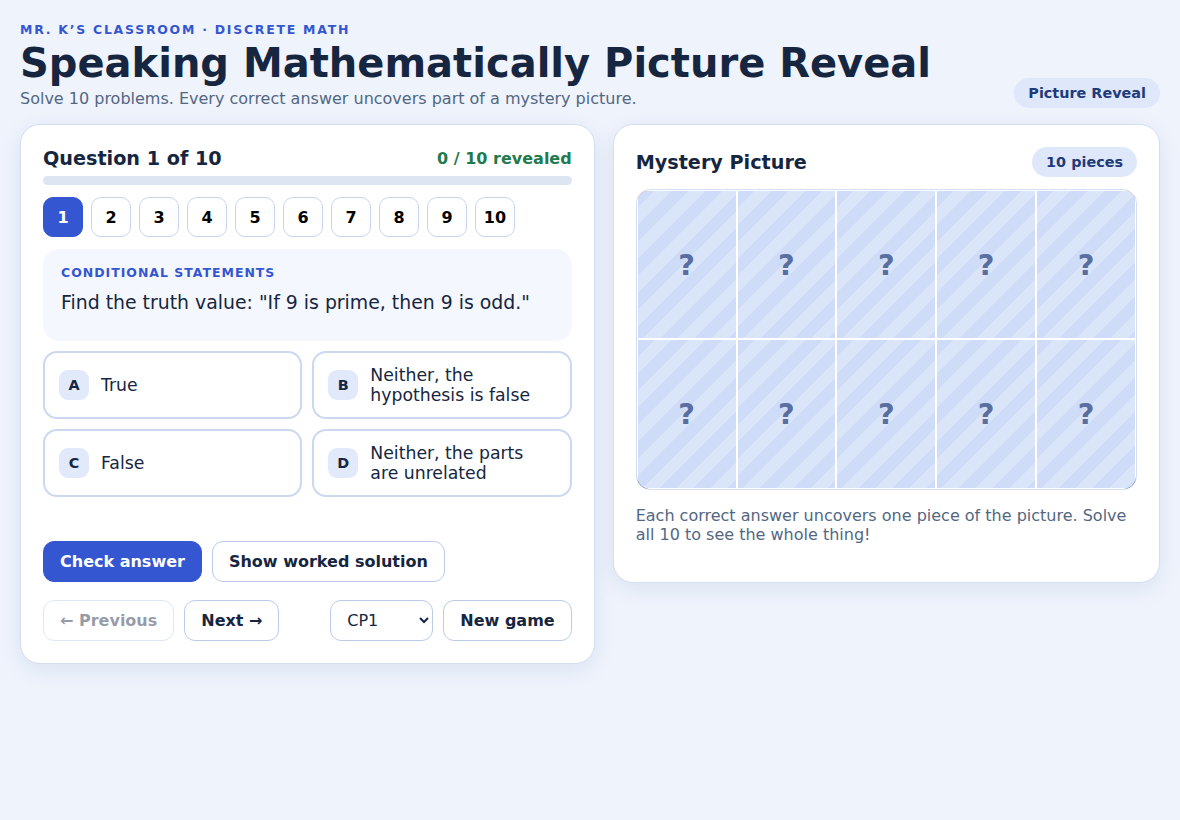 MR. K’S CLASSROOM · DISCRETE MATH
Speaking Mathematically Picture Reveal
Solve 10 problems. Every correct answer uncovers part of a mystery picture.
Picture Reveal
Question 1 of 10
0 / 10 revealed
1 2 3 4 5 6 7 8 9 10
CONDITIONAL STATEMENTS
Find the truth value: "If 9 is prime, then 9 is odd."
A True
B Neither, the
hypothesis is false
C False
D Neither, the parts
are unrelated
Check answer
Show worked solution
← Previous
Next →
CP1
New game
Mystery Picture
10 pieces
? ? ? ? ?
? ? ? ? ?
Each correct answer uncovers one piece of the picture. Solve
all 10 to see the whole thing!